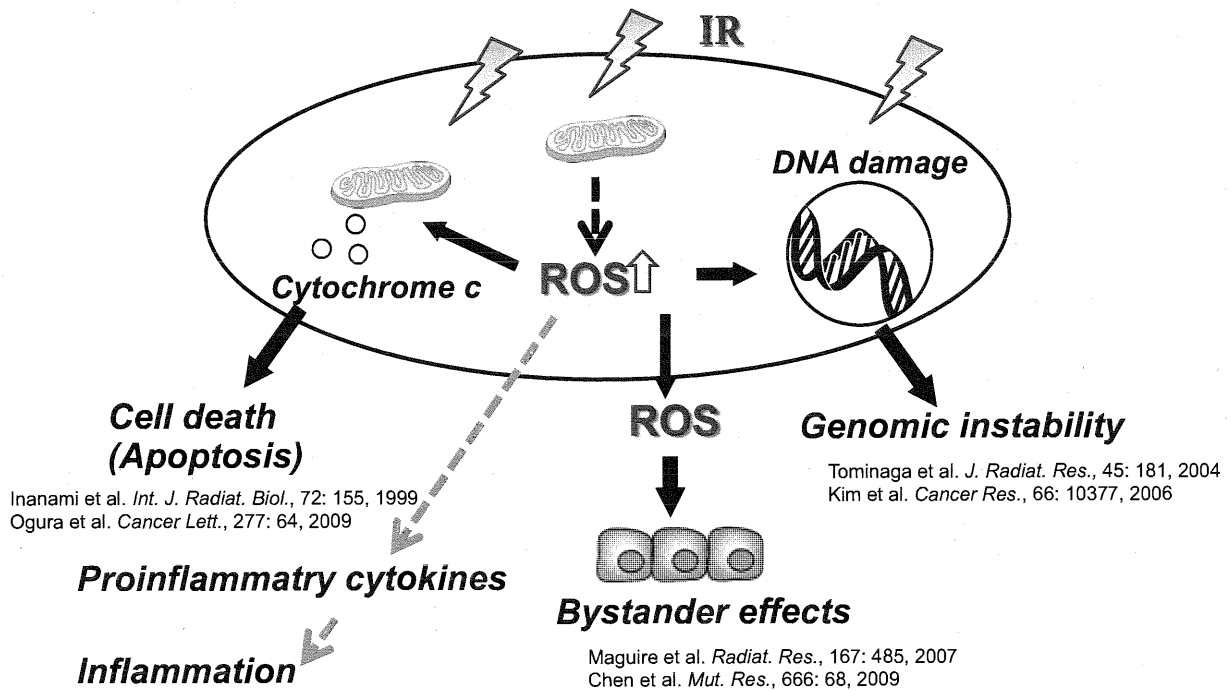 IR
DNA damage
Cytochrome c
ROS
Cell death
(Apoptosis)
Inanami et al. Int. J. Radiat. Biol., 72: 155, 1999
Ogura et al. Cancer Lett., 277: 64, 2009
ROS
Genomic instability
Tominaga et al. J. Radiat. Res., 45: 181, 2004
Kim et al. Cancer Res., 66: 10377, 2006
Proinflammatry cytokines
Inflammation
Bystander effects
Maguire et al. Radiat. Res., 167: 485, 2007
Chen et al. Mut. Res., 666: 68, 2009